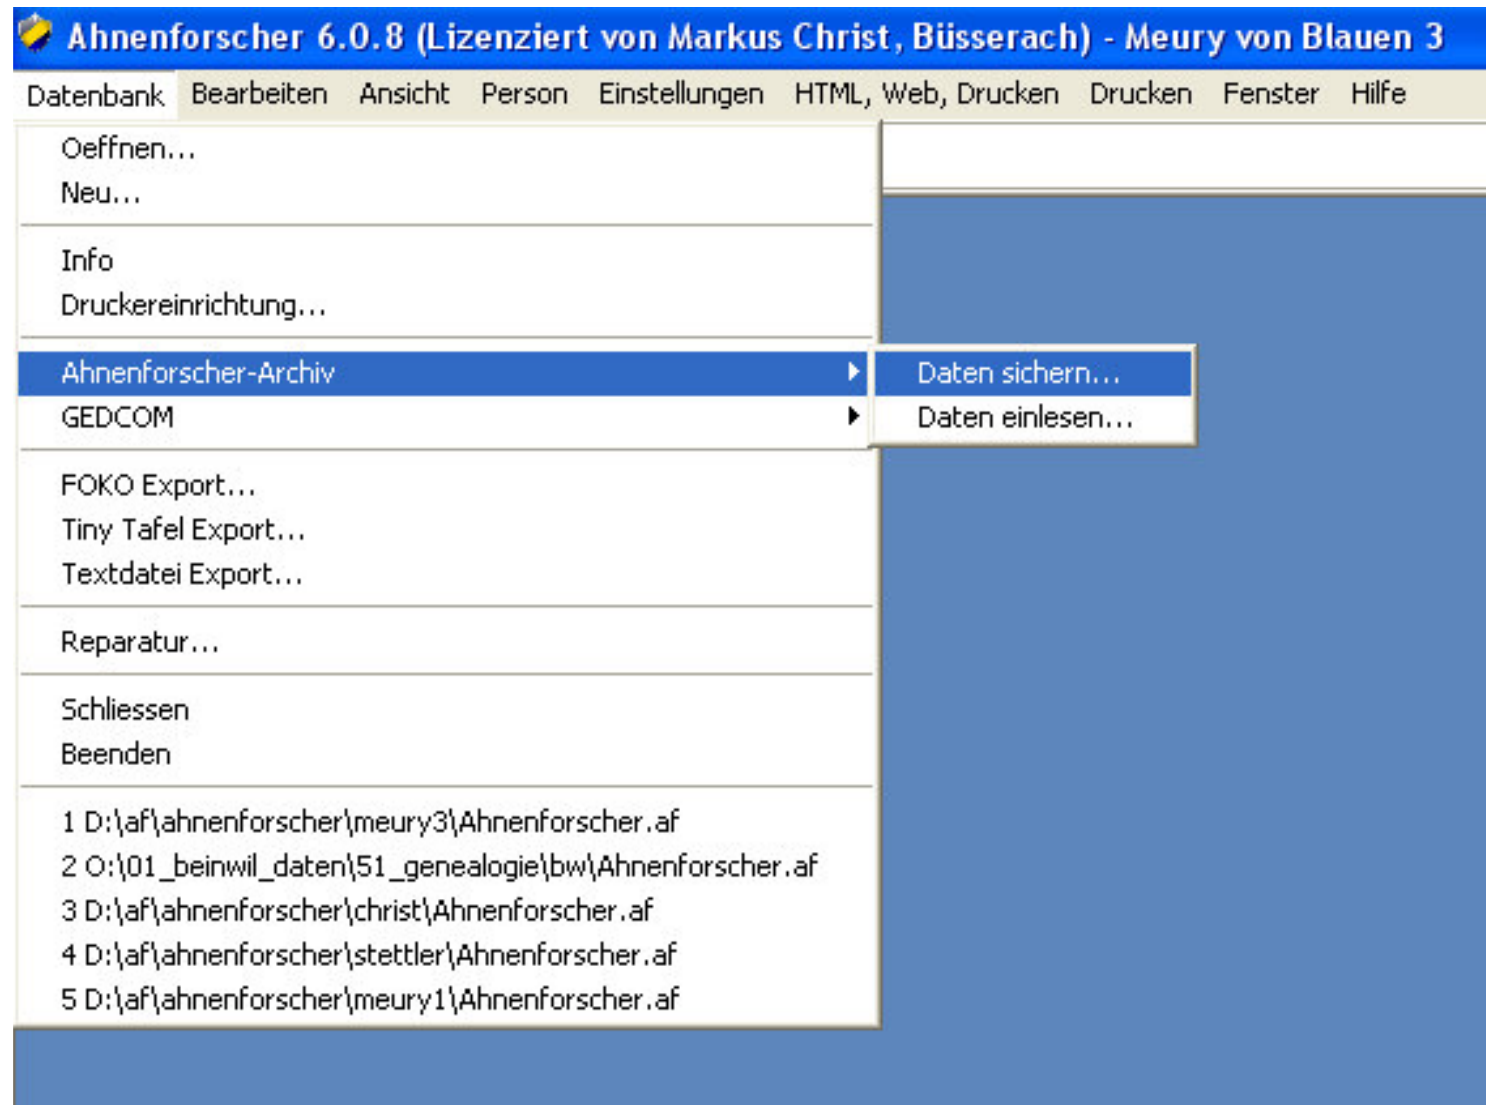 Ahnenforscher 6.0.8 (Lizenziert von Markus Christ, Büsserach) - Meury von Blauen 3
Datenbank Bearbeiten Ansicht Person Einstellungen HTML, Web, Drucken Drucken Fenster Hilfe
Oeffnen...
Neu...
Info
Druckereinrichtung...
Ahnenforscher-Archiv Daten sichern...
GEDCOM Daten einlesen...
FOKO Export...
Tiny Tafel Export...
Textdatei Export...
Reparatur...
Schliessen
Beenden
1 D:\af\ahnenforscher\meury3\Ahnenforscher.af
2 O:\01_beinwil_daten\51_genealogie\bw\Ahnenforscher.af
3 D:\af\ahnenforscher\christ\Ahnenforscher.af
4 D:\af\ahnenforscher\stettler\Ahnenforscher.af
5 D:\af\ahnenforscher\meury1\Ahnenforscher.af